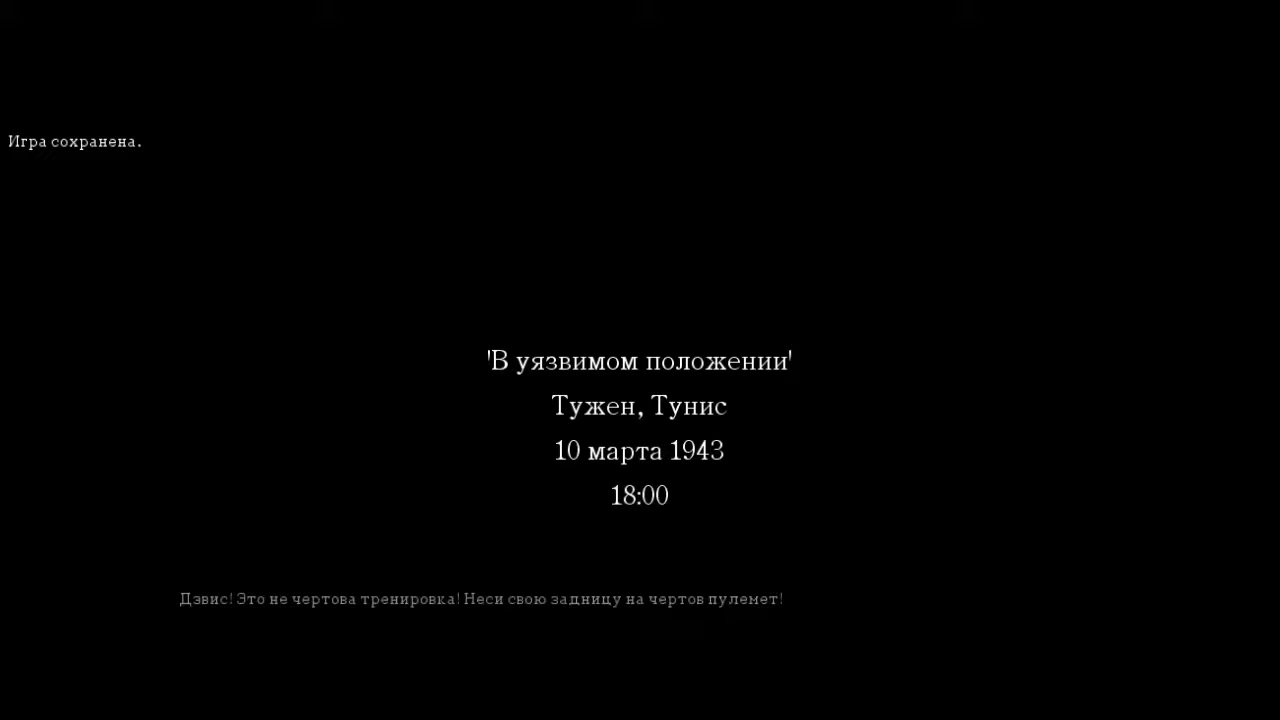 Игра сохранена.
'В уязвимом положении'
Тужен, Тунис
10 марта 1943
18:00
Дэвис! Это не чертова тренировка! Неси свою задницу на чертов пулемет!